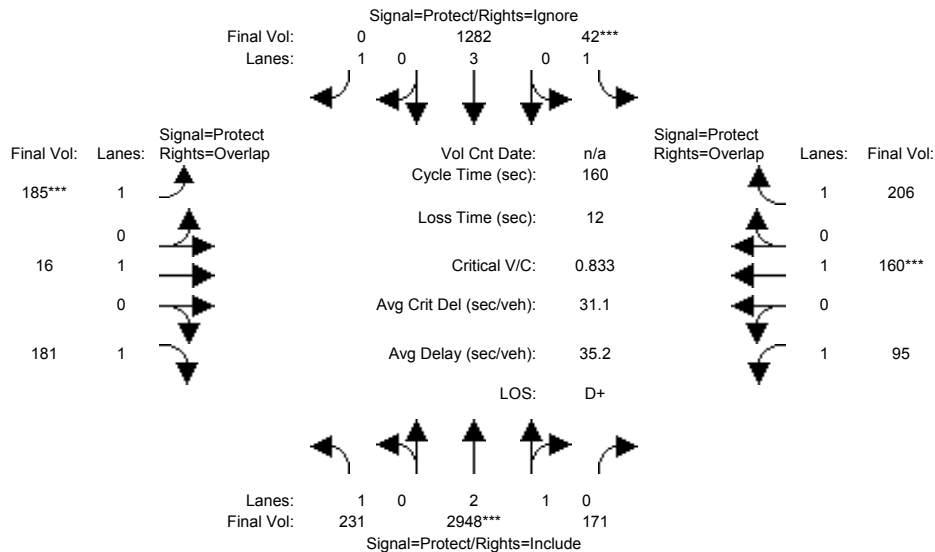 Signal=Protect/Rights=Ignore
Final Vol: 0 1282 42***
Lanes: 1 0 3 0 1
Signal=Protect Signal=Protect
Final Vol: Lanes: Rights=Overlap Vol Cnt Date: n/a Rights=Overlap Lanes: Final Vol:
Cycle Time (sec): 160
185*** 1 1 206
Loss Time (sec): 12
0 0
16 1 Critical V/C: 0.833 1 160***
0 Avg Crit Del (sec/veh): 31.1 0
181 1 Avg Delay (sec/veh): 35.2 1 95
LOS: D+
Lanes: 1 0 2 1 0
Final Vol: 231 2948*** 171
Signal=Protect/Rights=Include